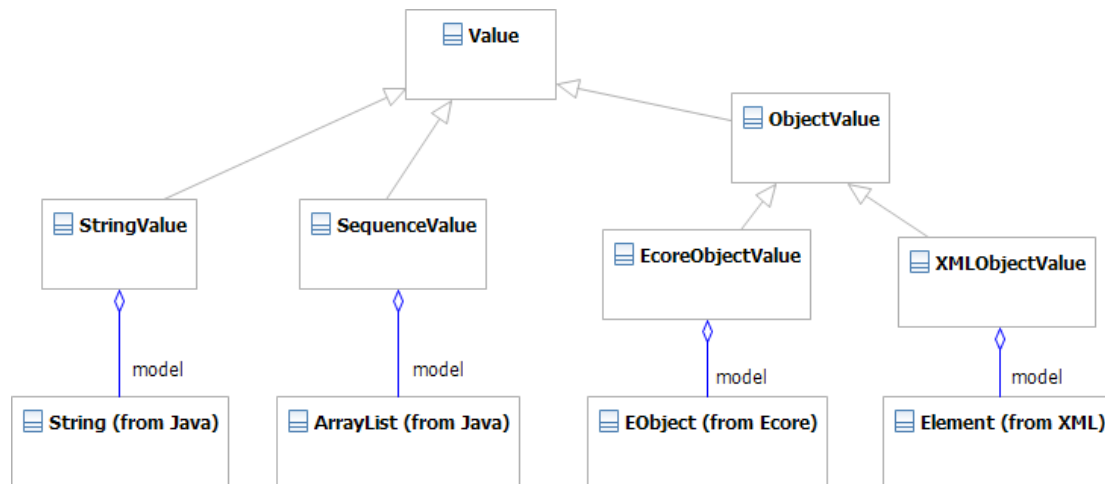 Value
ObjectValue
StringValue
SequenceValue
EcoreObjectValue
XMLObjectValue
model
model
model
model
String (from Java)
ArrayList (from Java)
EObject (from Ecore)
Element (from XML)